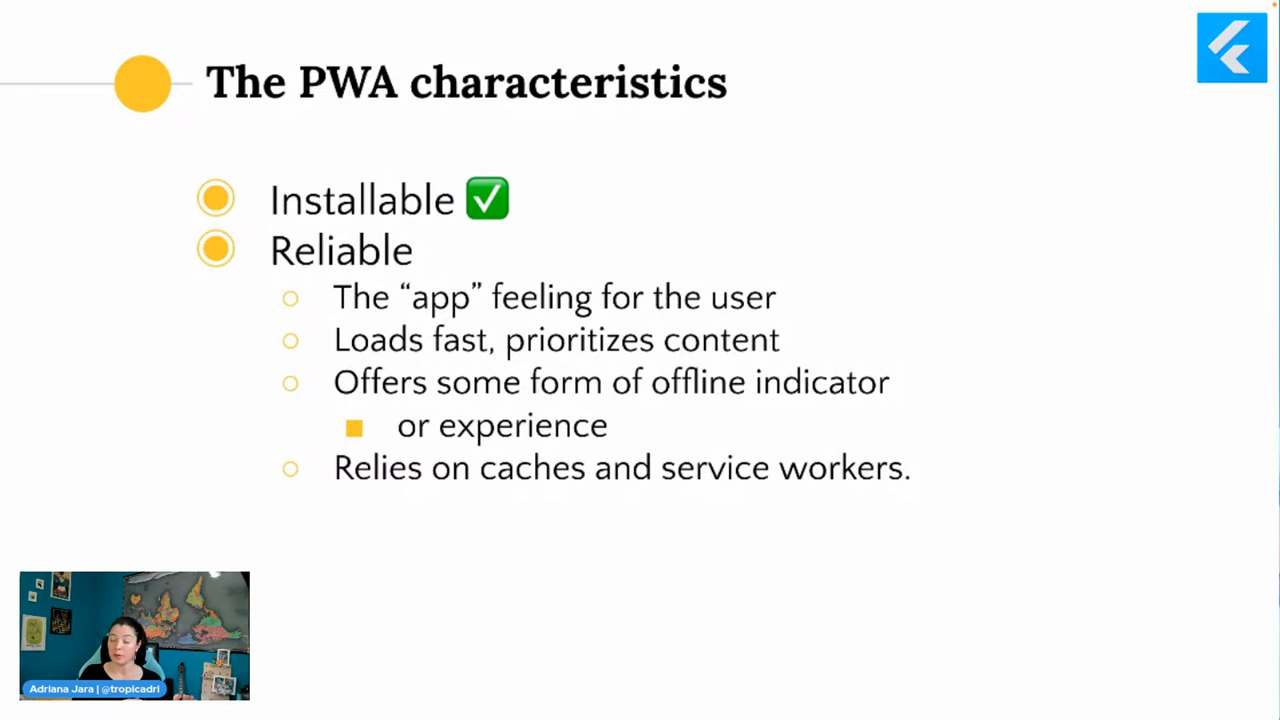 The PWA characteristics
Installable ✅
Reliable
The “app” feeling for the user
Loads fast, prioritizes content
Offers some form of offline indicator
or experience
Relies on caches and service workers.
Adriana Jara | @tropicadri